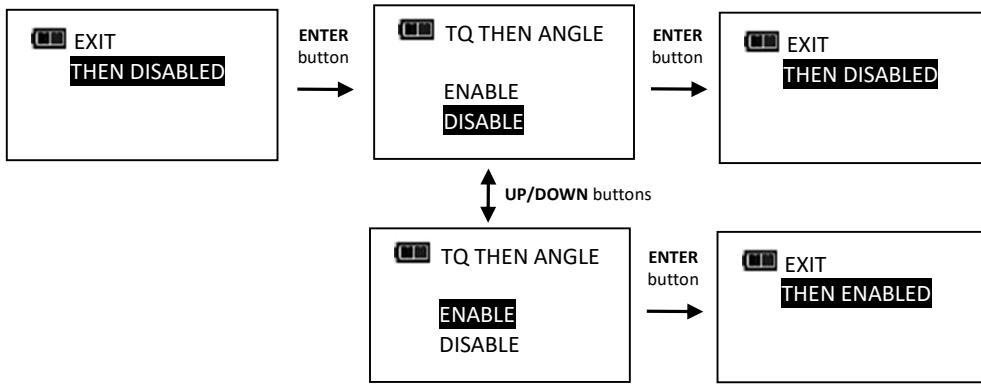 EXIT
THEN DISABLED
ENTER
button
TQ THEN ANGLE
ENABLE
DISABLE
ENTER
button
EXIT
THEN DISABLED
UP/DOWN buttons
TQ THEN ANGLE
ENABLE
DISABLE
ENTER
button
EXIT
THEN ENABLED